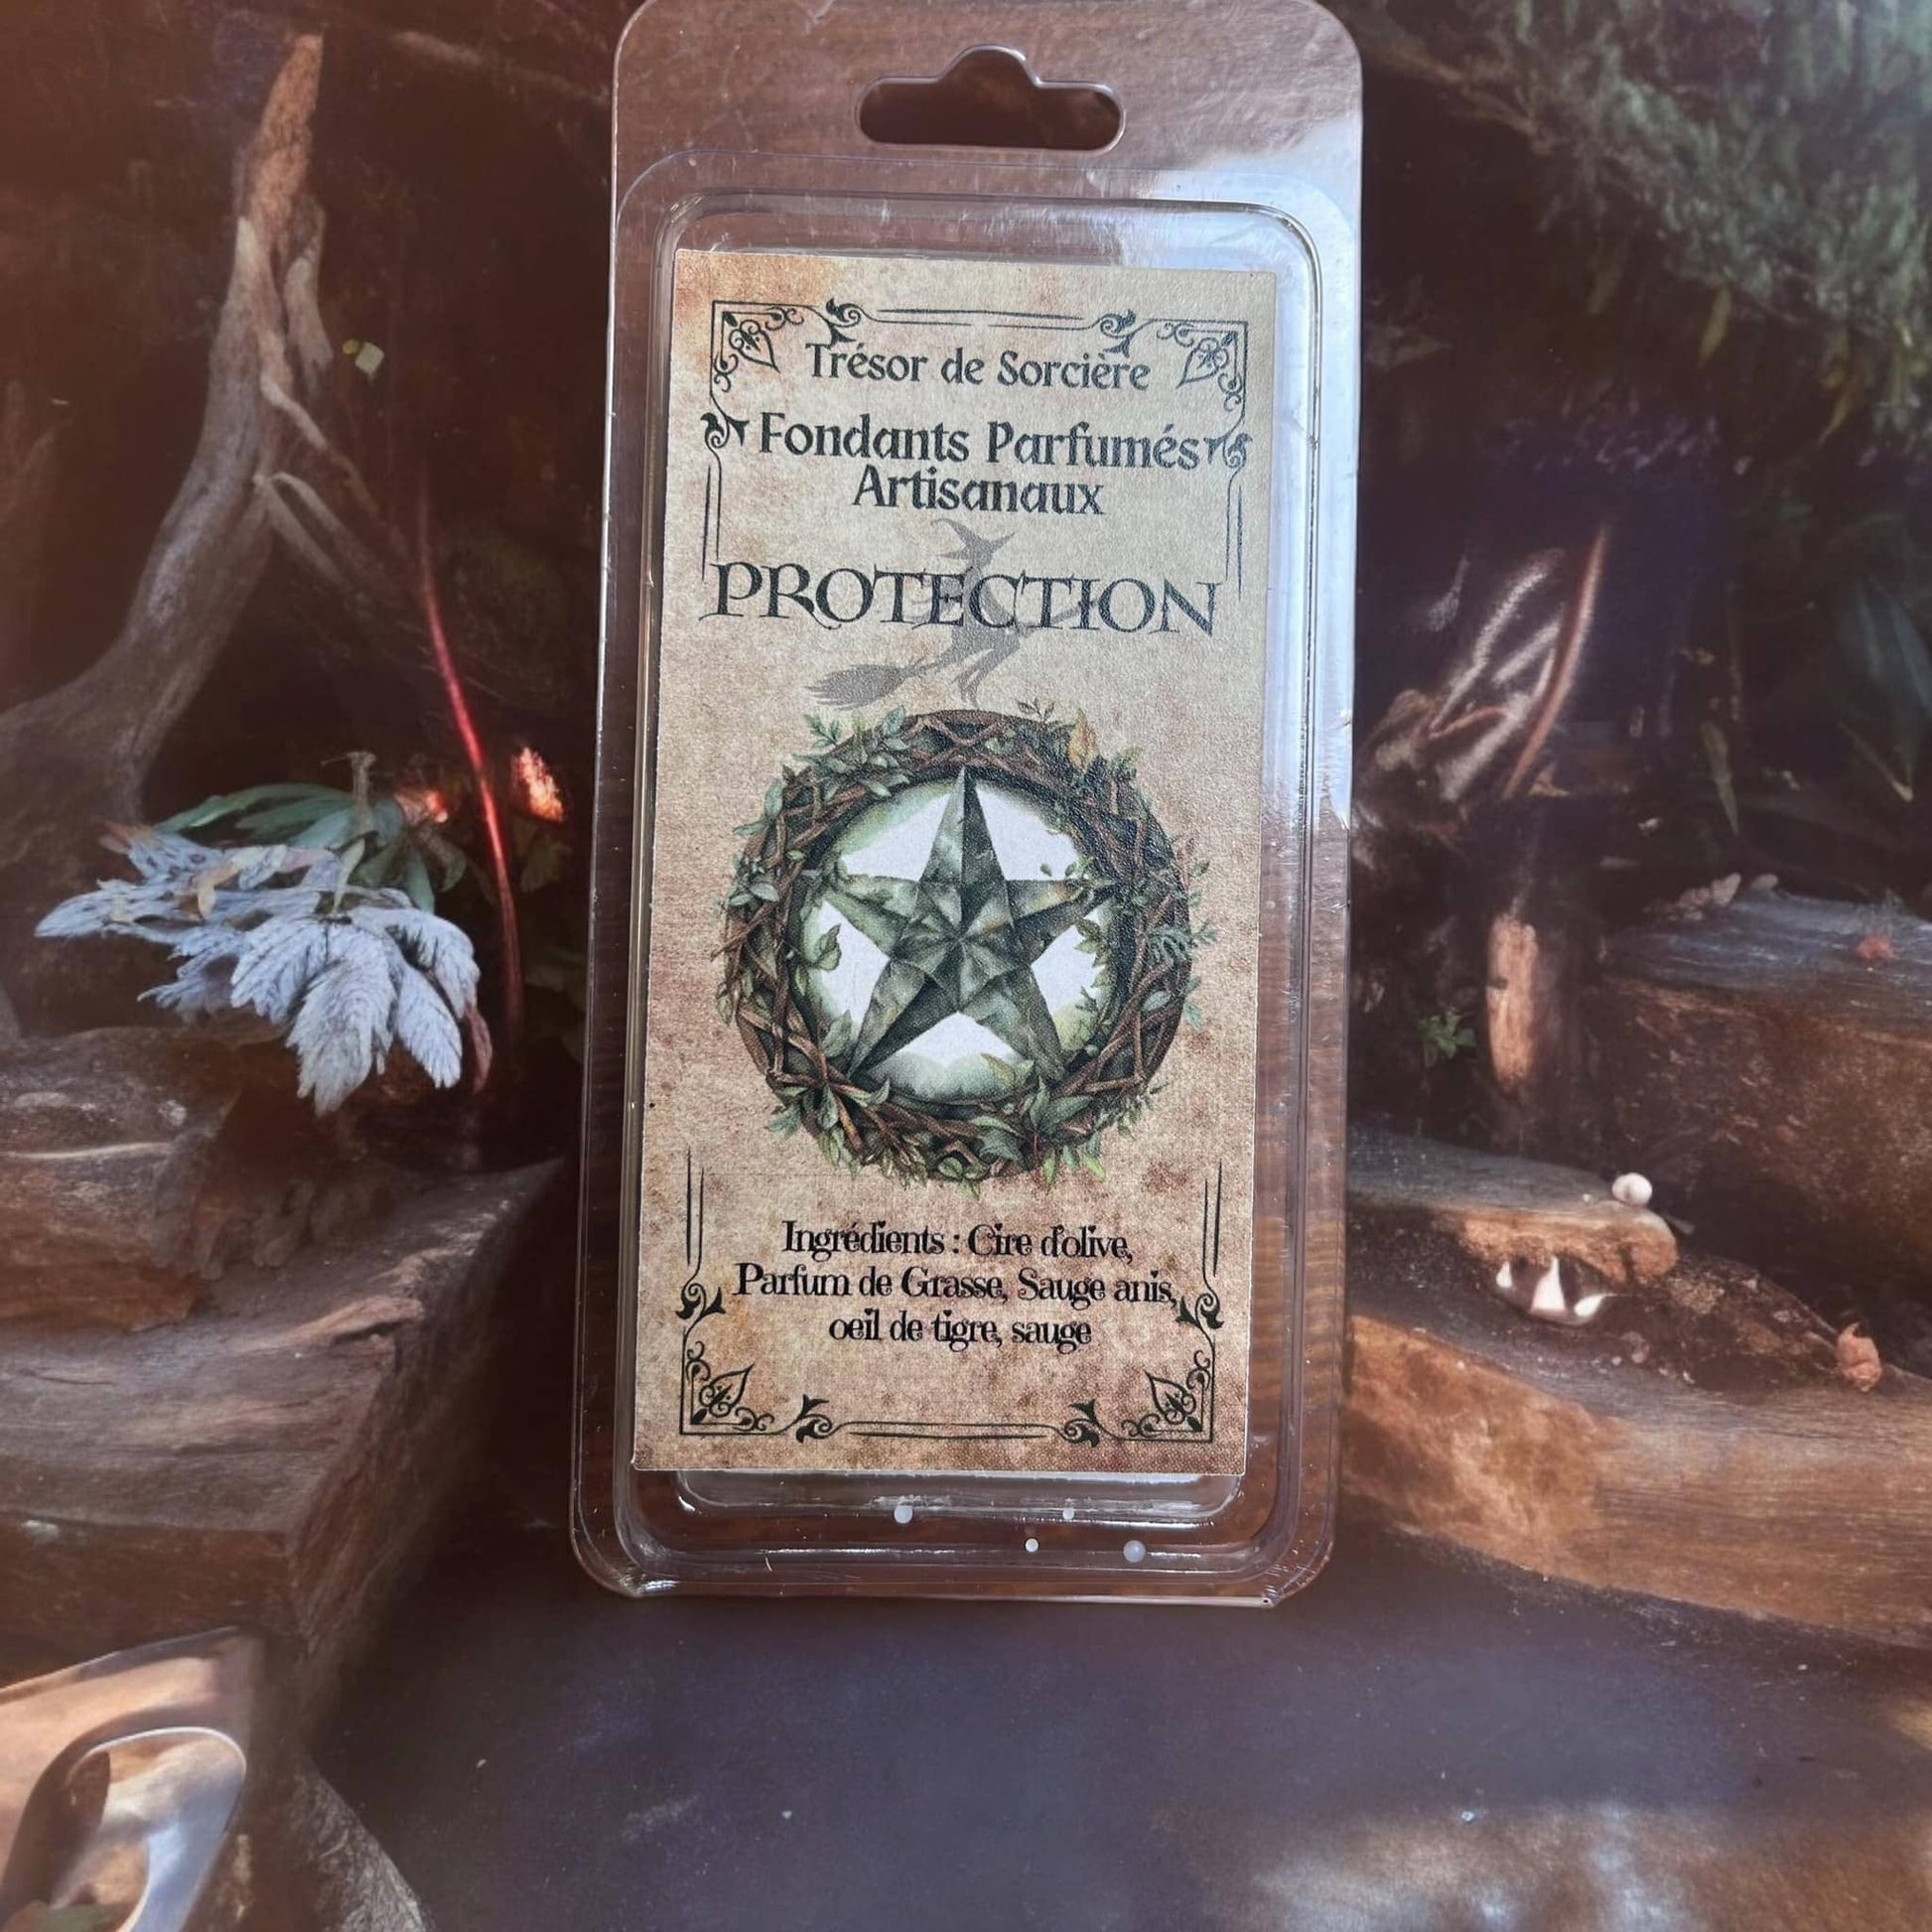 Trésor de Sorcière
Fondants Parfumés
Artisanaux
PROTECTION
Ingrédients : Cire d'olive,
Parfum de Grasse, Sauge anis,
oeil de tigre, sauge